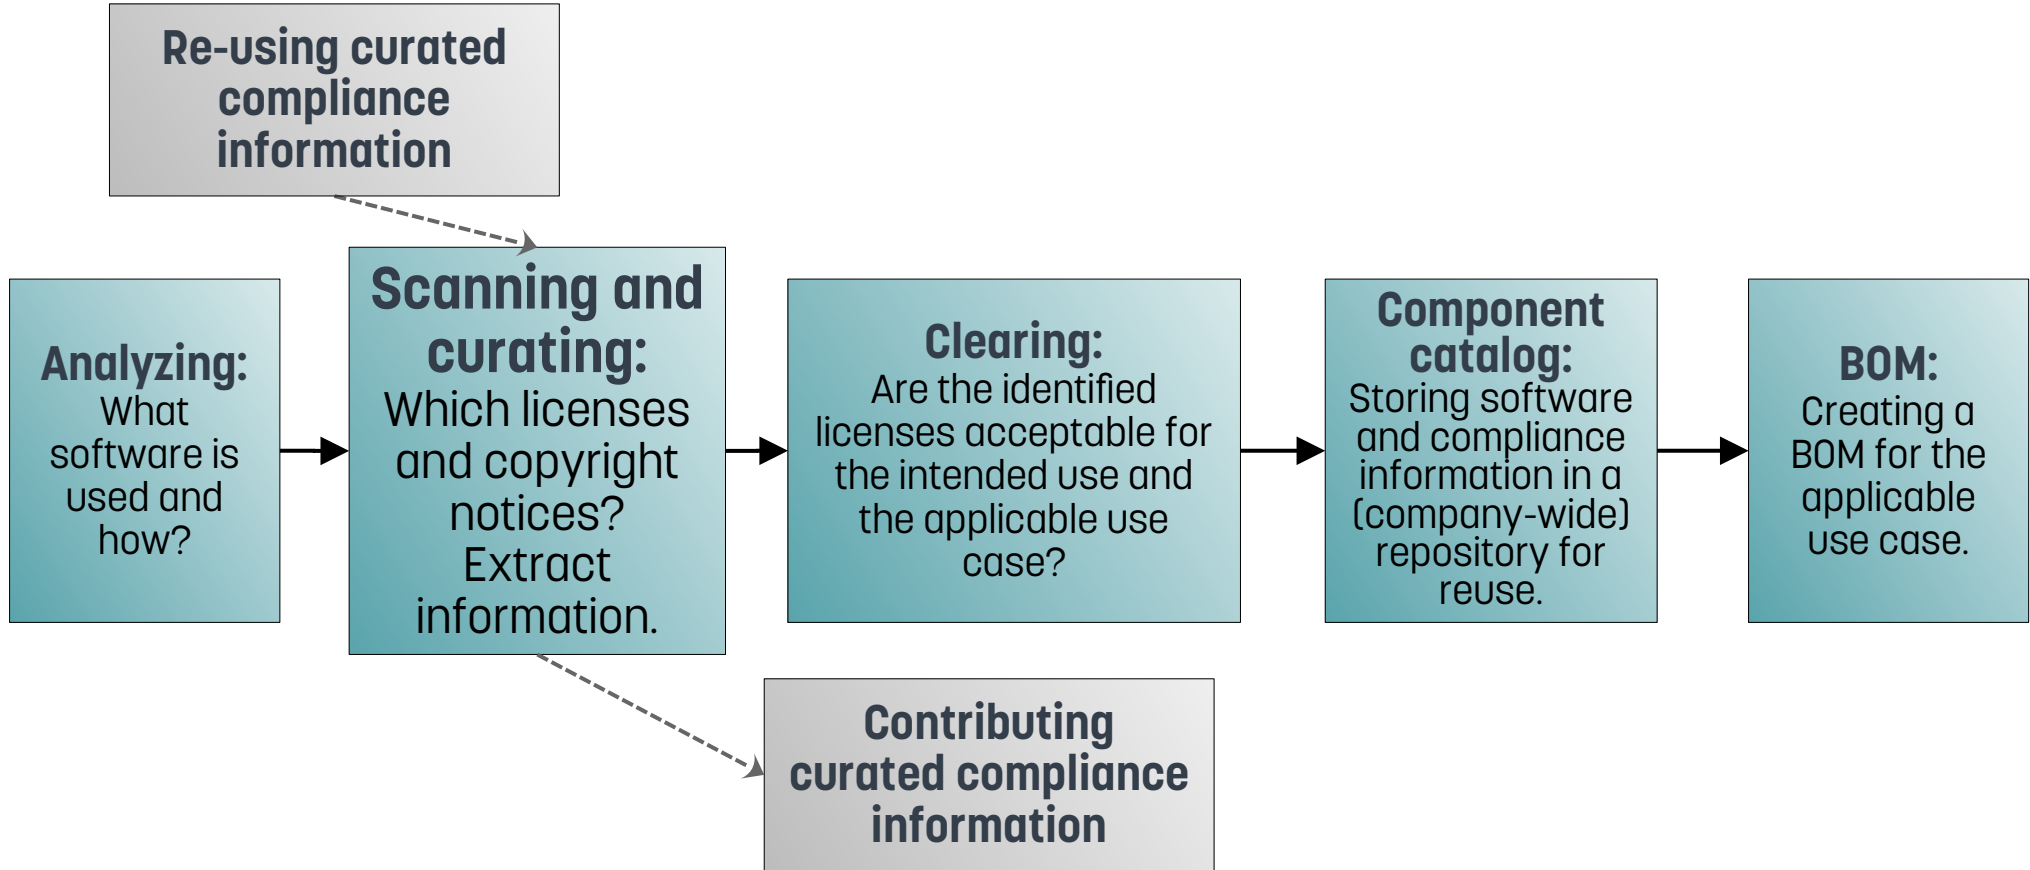 Re-using curated
compliance
information
Analyzing:
What
software is
used and
how?
Scanning and
curating:
Which licenses
and copyright
notices?
Extract
information.
Clearing:
Are the identified
licenses acceptable for
the intended use and
the applicable use
case?
Component
catalog:
Storing software
and compliance
information in a
(company-wide)
repository for
reuse.
BOM:
Creating a
BOM for the
applicable
use case.
Contributing
curated compliance
information